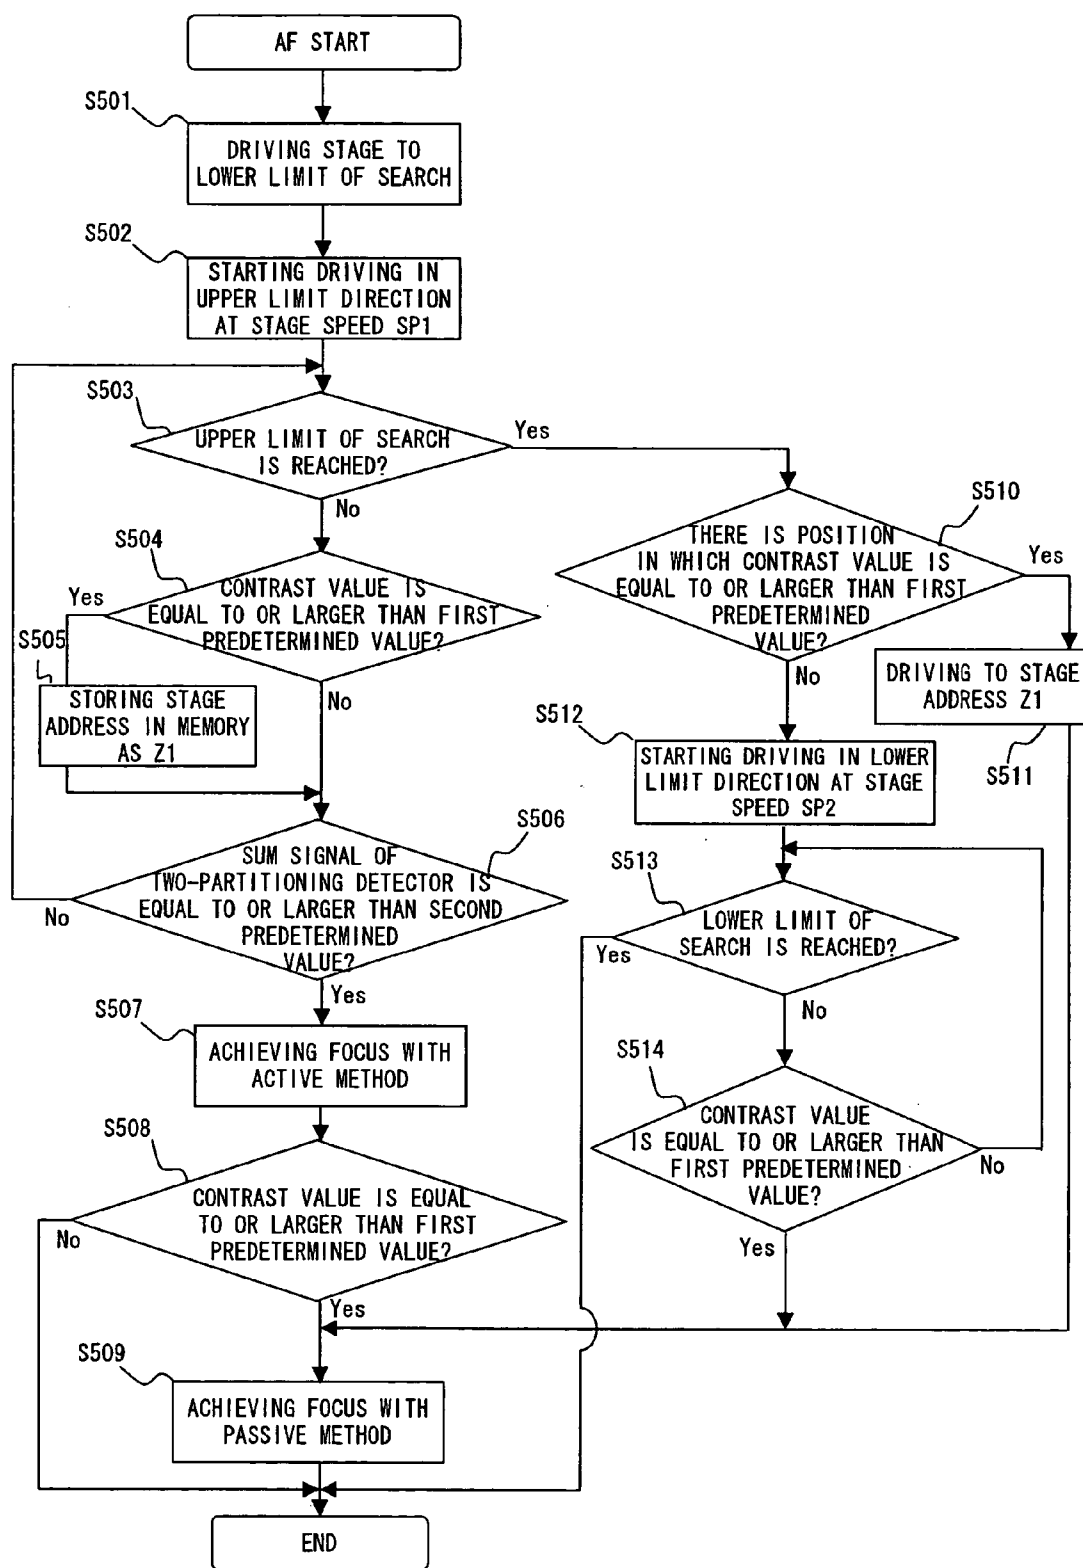 AF START
S501
DRIVING STAGE TO
LOWER LIMIT OF SEARCH
S502
STARTING DRIVING IN
UPPER LIMIT DIRECTION
AT STAGE SPEED SP1
S503
UPPER LIMIT OF SEARCH
IS REACHED?
Yes
No
S504
CONTRAST VALUE IS
EQUAL TO OR LARGER THAN FIRST
PREDETERMINED VALUE?
Yes
No
S505
STORING STAGE
ADDRESS IN MEMORY
AS Z1
S506
SUM SIGNAL OF
TWO-PARTITIONING DETECTOR IS
EQUAL TO OR LARGER THAN SECOND
PREDETERMINED
VALUE?
No
Yes
S507
ACHIEVING FOCUS WITH
ACTIVE METHOD
S508
CONTRAST VALUE IS EQUAL
TO OR LARGER THAN FIRST
PREDETERMINED VALUE?
No
Yes
S509
ACHIEVING FOCUS WITH
PASSIVE METHOD
END
S510
THERE IS POSITION
IN WHICH CONTRAST VALUE IS
EQUAL TO OR LARGER THAN FIRST
PREDETERMINED
VALUE?
Yes
No
DRIVING TO STAGE
ADDRESS Z1
S511
S512
STARTING DRIVING IN LOWER
LIMIT DIRECTION AT STAGE
SPEED SP2
S513
LOWER LIMIT OF
SEARCH IS REACHED?
Yes
No
S514
CONTRAST VALUE
IS EQUAL TO OR LARGER THAN
FIRST PREDETERMINED
VALUE?
No
Yes